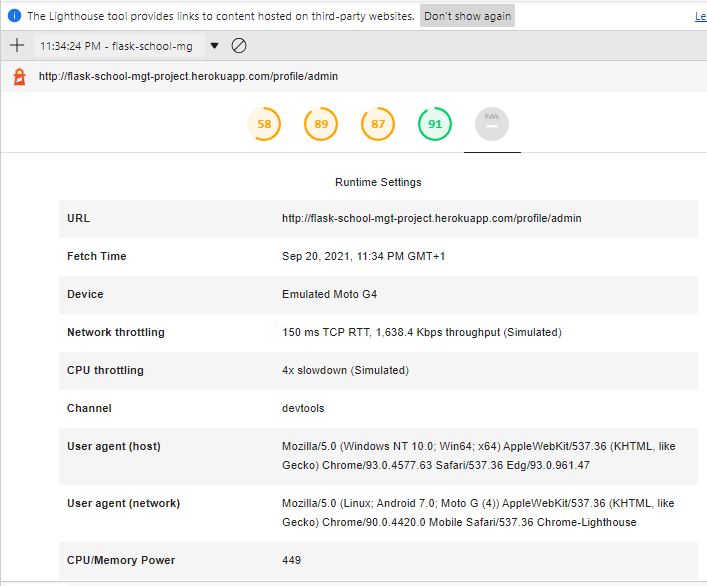 The Lighthouse tool provides links to content hosted on third-party websites. Don't show again Le
11:34:24 PM - flask-school-mg
http://flask-school-mgt-project.herokuapp.com/profile/admin
58 89 87 91 PWA
Runtime Settings
URL http://flask-school-mgt-project.herokuapp.com/profile/admin
Fetch Time Sep 20, 2021, 11:34 PM GMT+1
Device Emulated Moto G4
Network throttling 150 ms TCP RTT, 1,638.4 Kbps throughput (Simulated)
CPU throttling 4x slowdown (Simulated)
Channel devtools
User agent (host) Mozilla/5.0 (Windows NT 10.0; Win64; x64) AppleWebKit/537.36 (KHTML, like
Gecko) Chrome/93.0.4577.63 Safari/537.36 Edg/93.0.961.47
User agent (network) Mozilla/5.0 (Linux; Android 7.0; Moto G (4)) AppleWebKit/537.36 (KHTML, like
Gecko) Chrome/90.0.4420.0 Mobile Safari/537.36 Chrome-Lighthouse
CPU/Memory Power 449